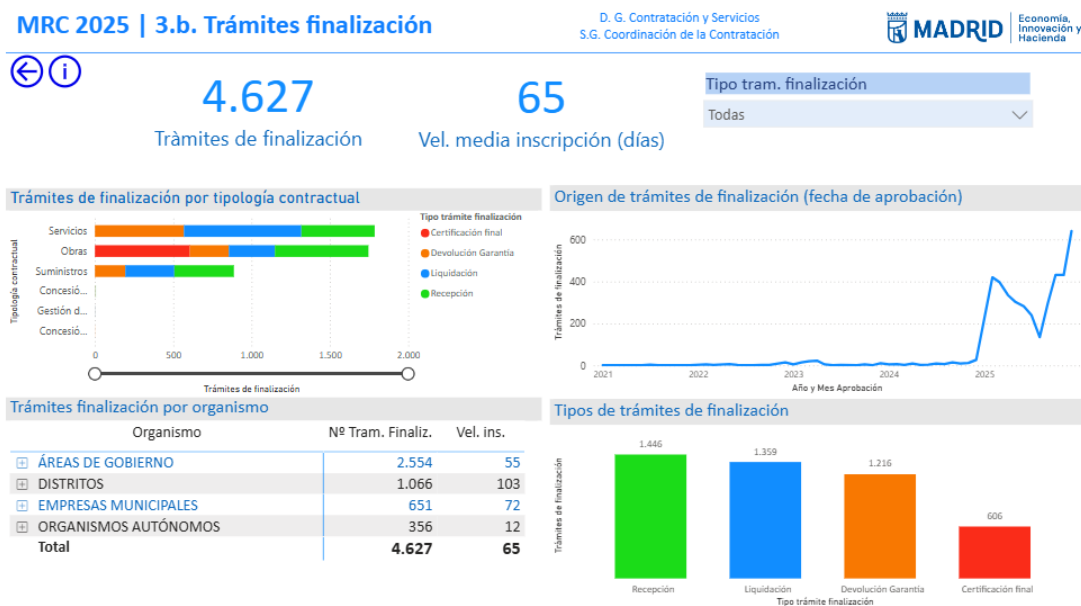 MRC 2025 | 3.b. Trámites finalización
D. G. Contratación y Servicios
S.G. Coordinación de la Contratación
MADRID
Economía,
Innovación y
Hacienda
4.627
Tràmites de finalización
65
Vel. media inscripción (días)
Tipo tram. finalización
Todas
Trámites de finalización por tipología contractual
Tipología contractual
Servicios
Obras
Suministros
Concesió...
Gestión d...
Concesió...
0 500 1.000 1.500 2.000
Trámites de finalización
Tipo trámite finalización
Certificación final
Devolución Garantía
Liquidación
Recepción
Origen de trámites de finalización (fecha de aprobación)
Trámites de finalización
600
400
200
0
2021 2022 2023 2024 2025
Año y Mes Aprobación
Trámites finalización por organismo
Organismo Nº Tram. Finaliz. Vel. ins.
ÁREAS DE GOBIERNO 2.554 55
DISTRITOS 1.066 103
EMPRESAS MUNICIPALES 651 72
ORGANISMOS AUTÓNOMOS 356 12
Total 4.627 65
Tipos de trámites de finalización
Trámites de finalización
1.446
1.359
1.216
606
Recepción Liquidación Devolución Garantía Certificación final
Tipo trámite finalización